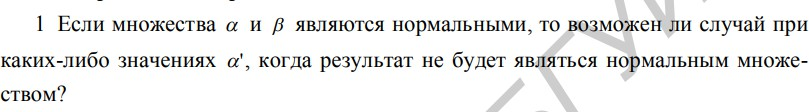 1 Если множества α и β являются нормальными, то возможен ли случай при
каких-либо значениях α', когда результат не будет являться нормальным множе-
ством?
БГУИ